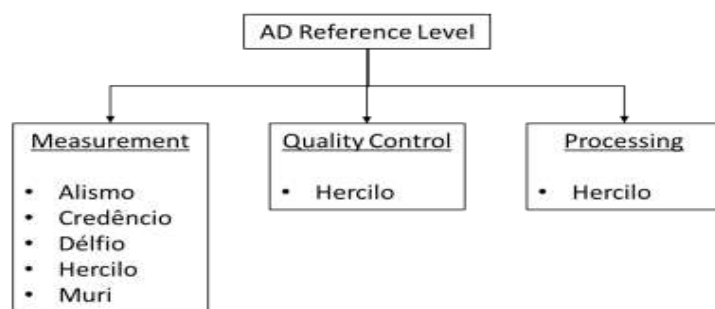 AD Reference Level
Measurement
• Alismo
• Credêncio
• Délfio
• Hercilo
• Muri
Quality Control
• Hercilo
Processing
• Hercilo